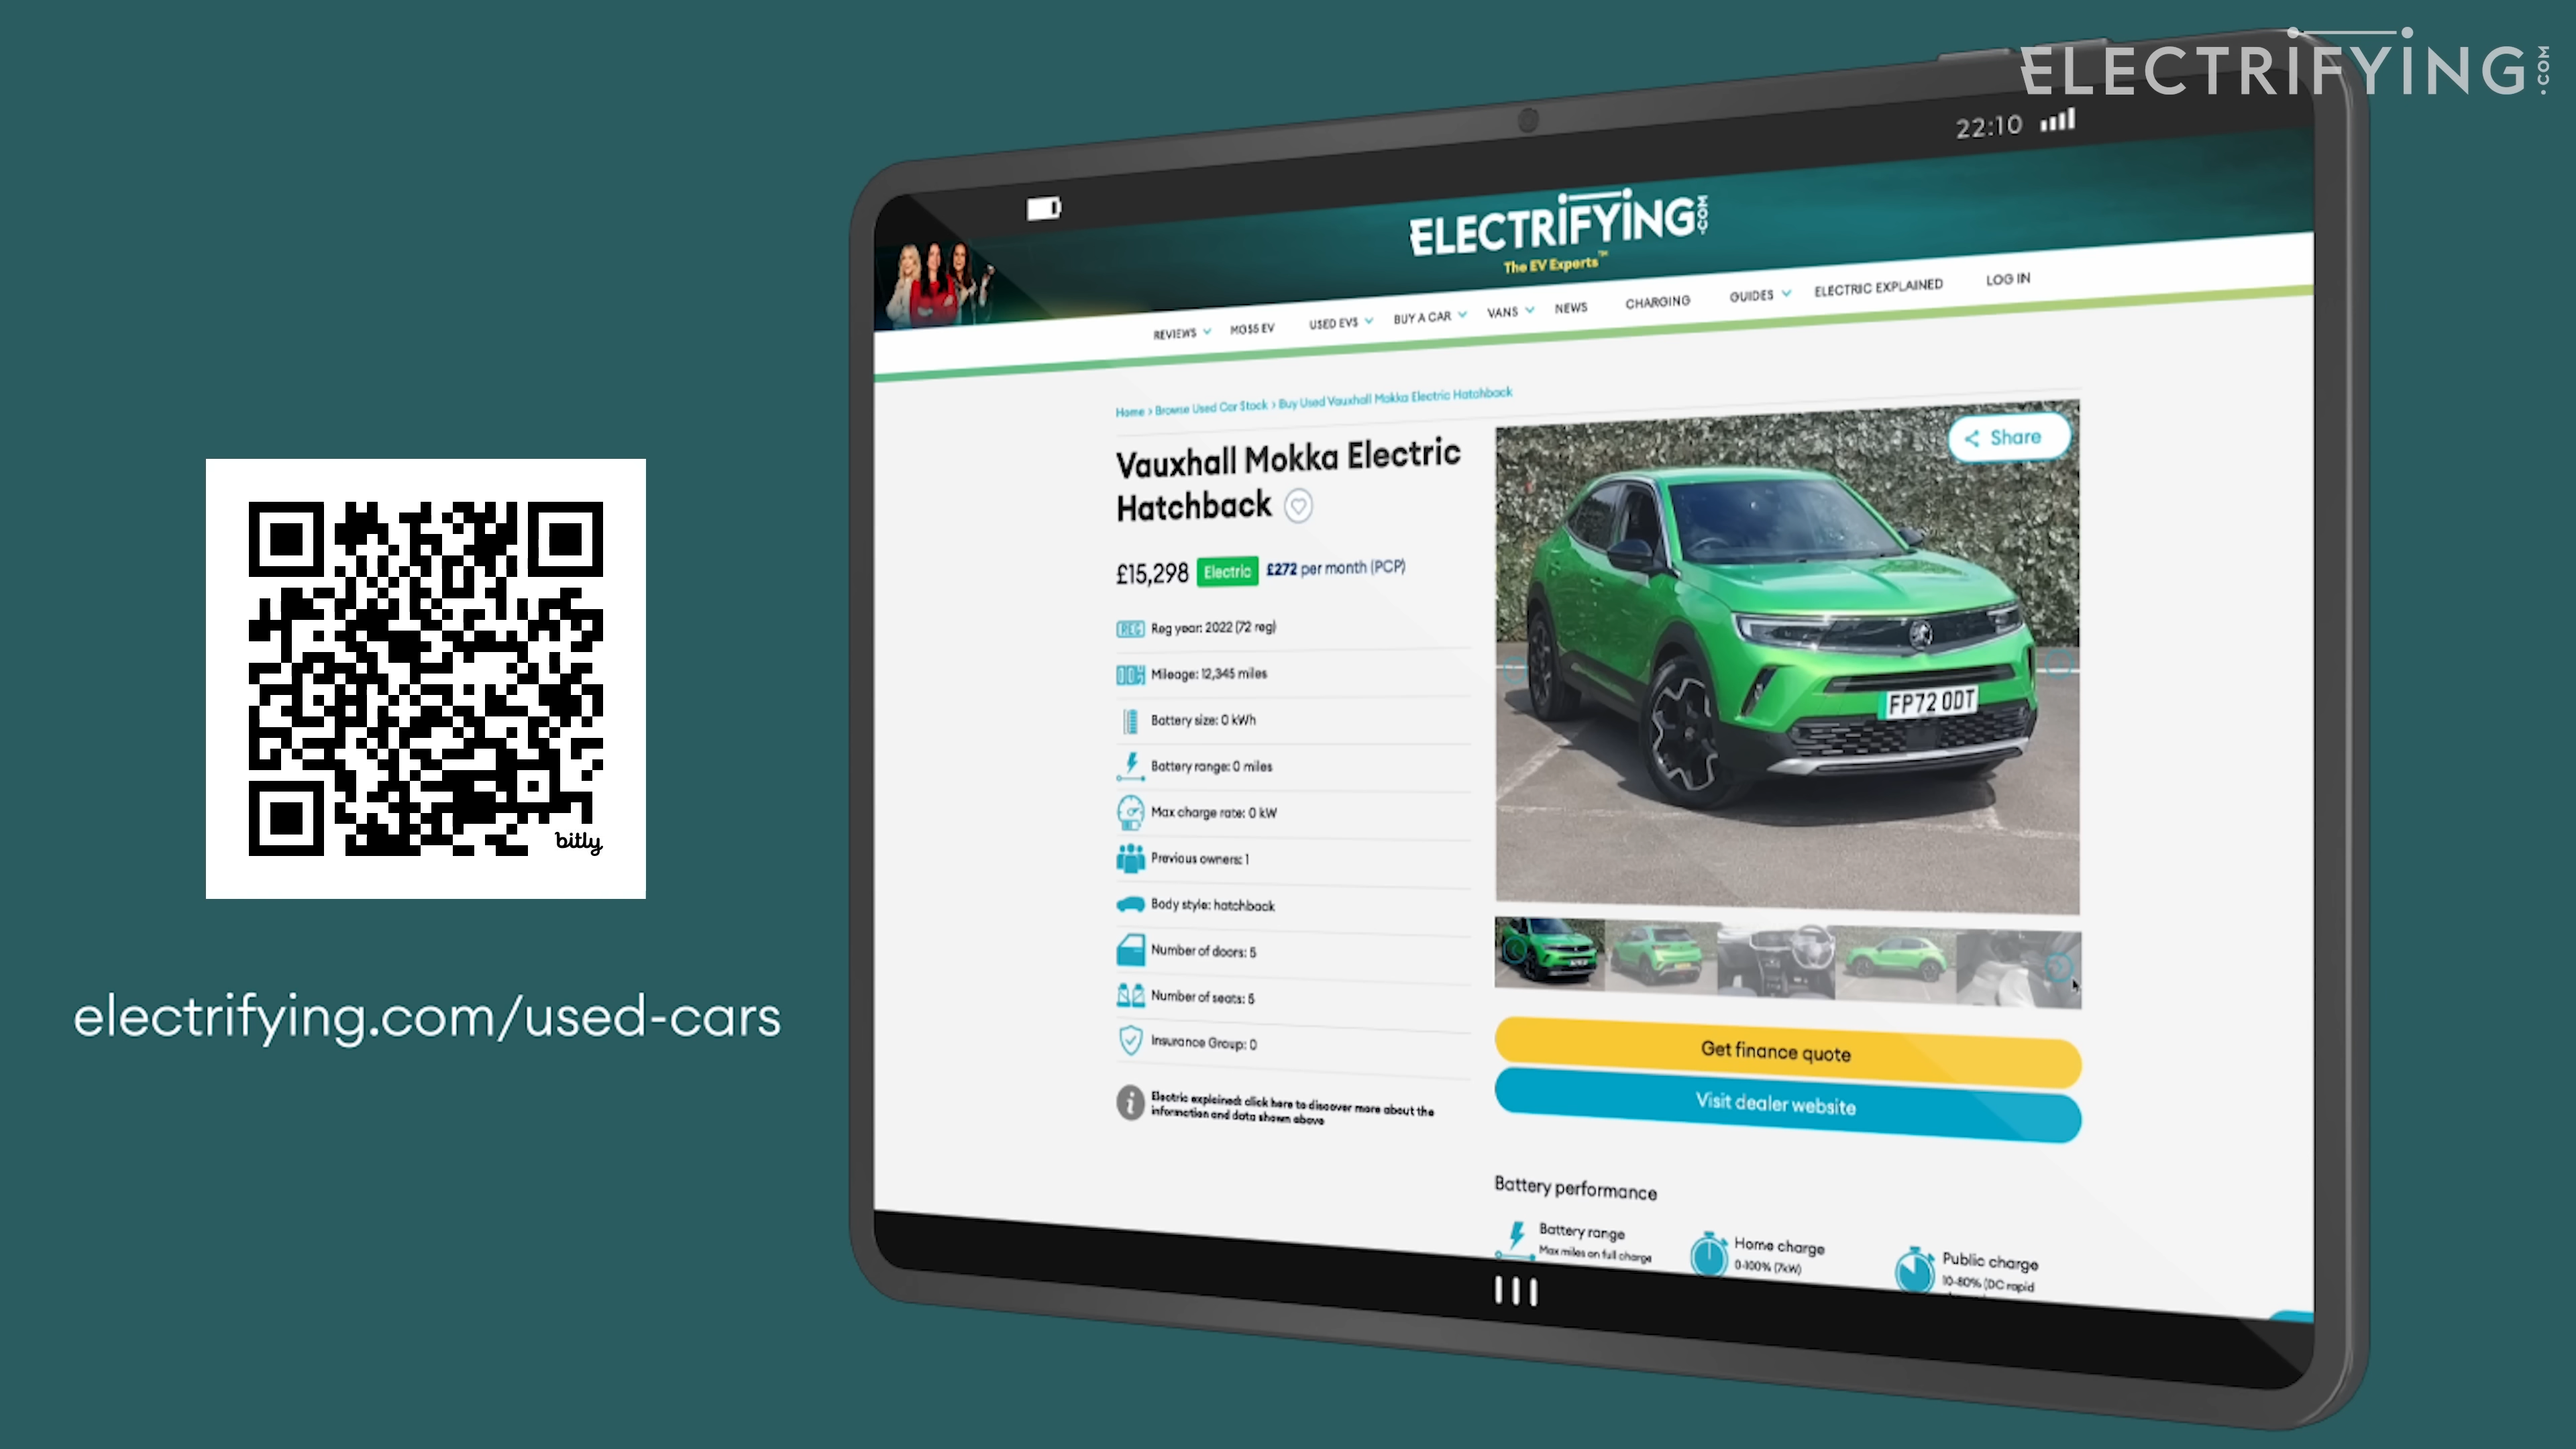 ELECTRIFYING.COM
22:10
ELECTRIFYING.COM
The EV Experts™
REVIEWS MG S5 EV USED EVS BUY A CAR VANS NEWS CHARGING GUIDES ELECTRIC EXPLAINED LOG IN
Home > Browse Used Car Stock > Buy Used Vauxhall Mokka Electric Hatchback
Vauxhall Mokka Electric
Hatchback
£15,298 Electric £272 per month (PCP)
REG Reg year: 2022 (72 reg)
Mileage: 12,345 miles
Battery size: 0 kWh
Battery range: 0 miles
Max charge rate: 0 kW
Previous owners: 1
Body style: hatchback
Number of doors: 5
Number of seats: 5
Insurance Group: 0
Electric explained: click here to discover more about the
information and data shown above
Share
FP72 ODT
Get finance quote
Visit dealer website
Battery performance
Battery range
Max miles on full charge
Home charge
0-100% (7kW)
Public charge
10-80% (DC rapid
bitly
electrifying.com/used-cars